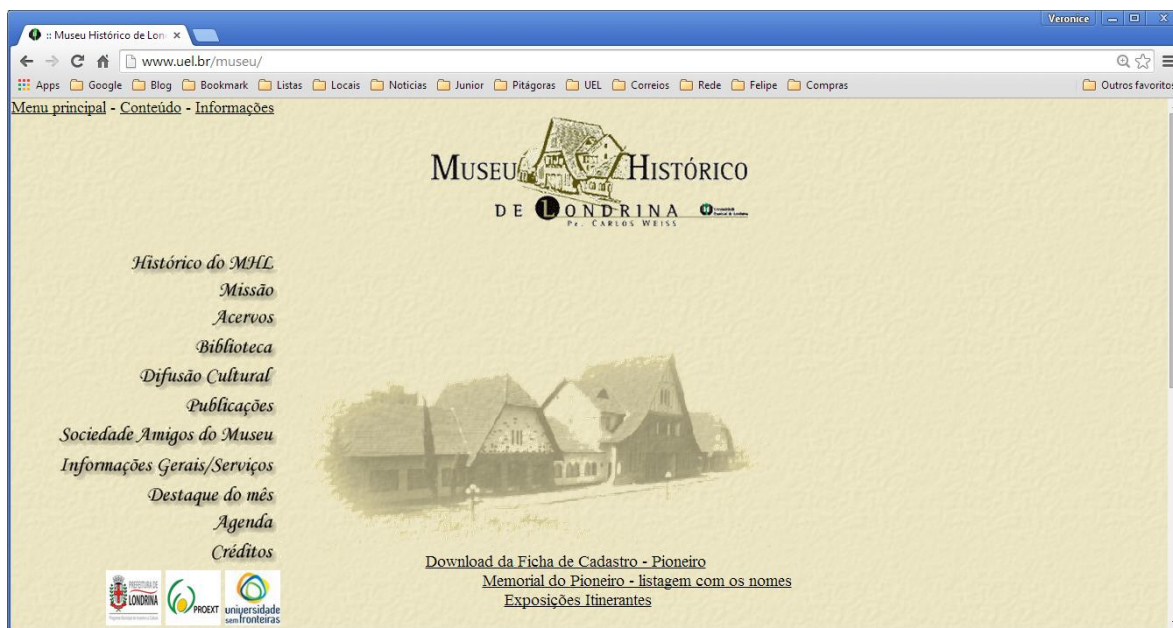 Veronice
:: Museu Histórico de Lon
www.uel.br/museu/
Apps Google Blog Bookmark Listas Locais Noticias Junior Pitágoras UEL Correios Rede Felipe Compras Outros favoritos
Menu principal - Conteúdo - Informações
MUSEU HISTÓRICO
DE LONDRINA
Pe. CARLOS WEISS
Histórico do MHL
Missão
Acervos
Biblioteca
Difusão Cultural
Publicações
Sociedade Amigos do Museu
Informações Gerais/Serviços
Destaque do mês
Agenda
Créditos
Download da Ficha de Cadastro - Pioneiro
Memorial do Pioneiro - listagem com os nomes
Exposições Itinerantes
PREFEITURA DE
LONDRINA
PROEXT
universidade
sem fronteiras